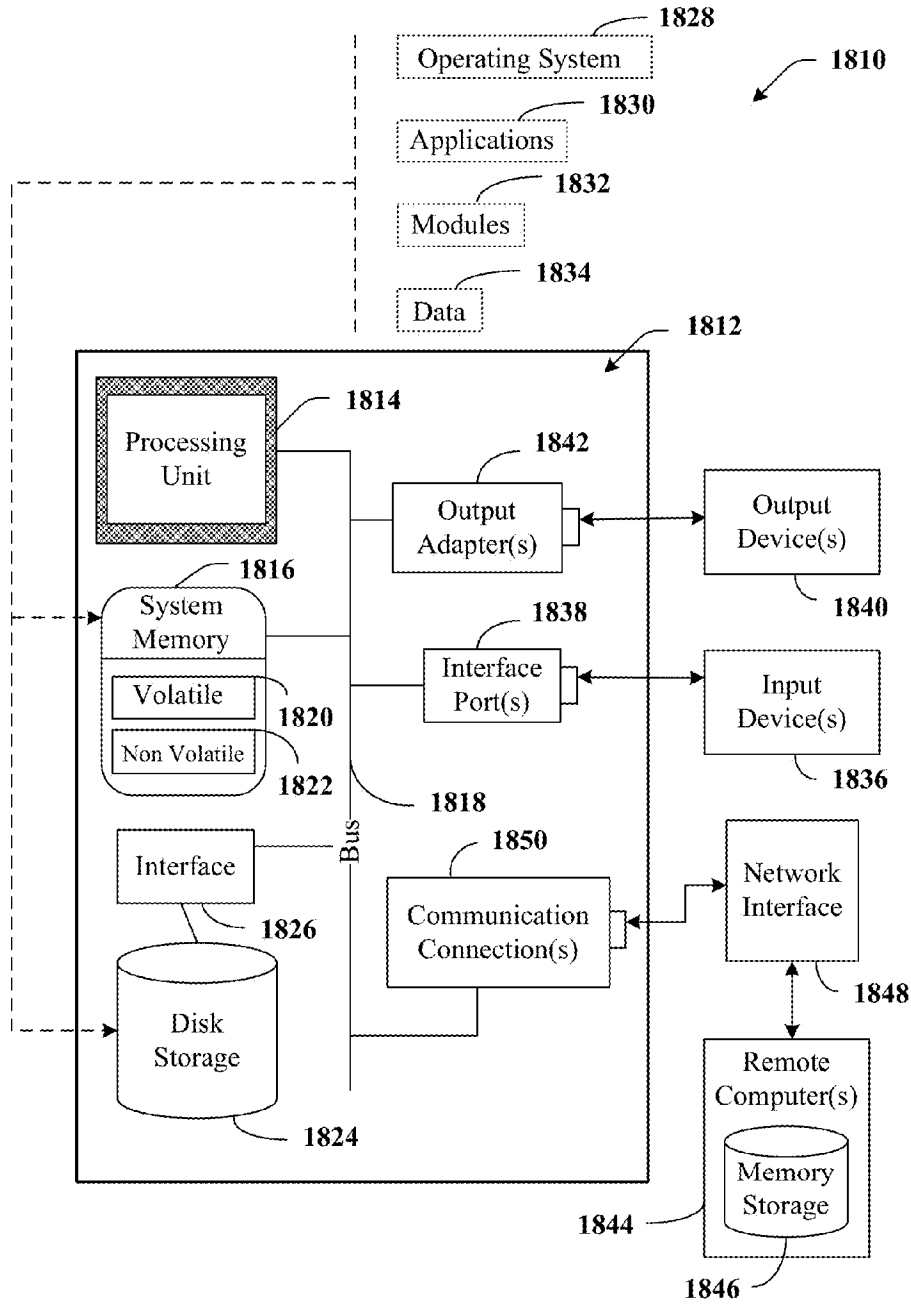 1828
Operating System
1810
1830
Applications
1832
Modules
1834
Data
1812
1814
Processing
Unit
1842
Output
Adapter(s)
Output
Device(s)
1840
1816
System
Memory
1838
Interface
Port(s)
Input
Device(s)
1836
Volatile
1820
Non Volatile
1822
1818
Bus
1850
Interface
1826
Communication
Connection(s)
Network
Interface
1848
Disk
Storage
1824
Remote
Computer(s)
Memory
Storage
1844
1846